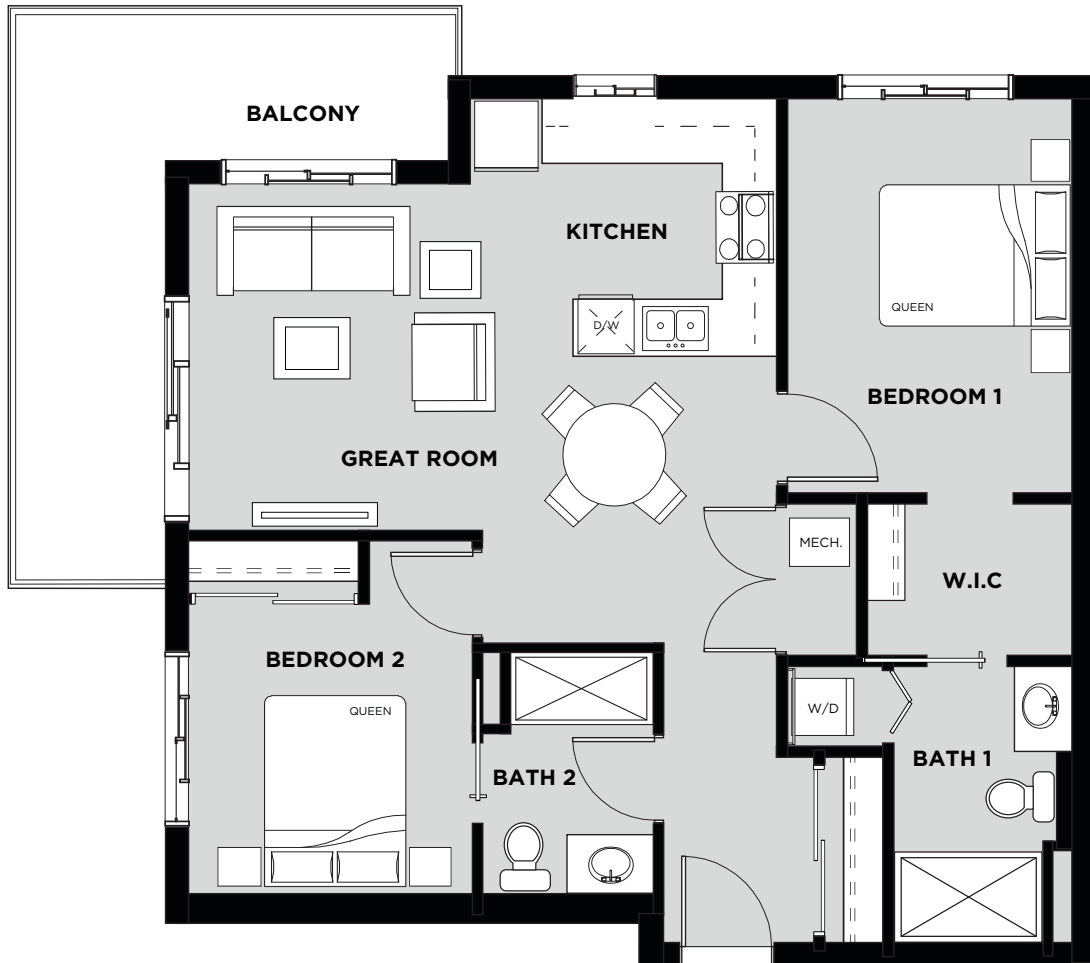 BALCONY
KITCHEN
QUEEN
D/W
BEDROOM 1
GREAT ROOM
MECH.
W.I.C
BEDROOM 2
QUEEN
W/D
BATH 1
BATH 2